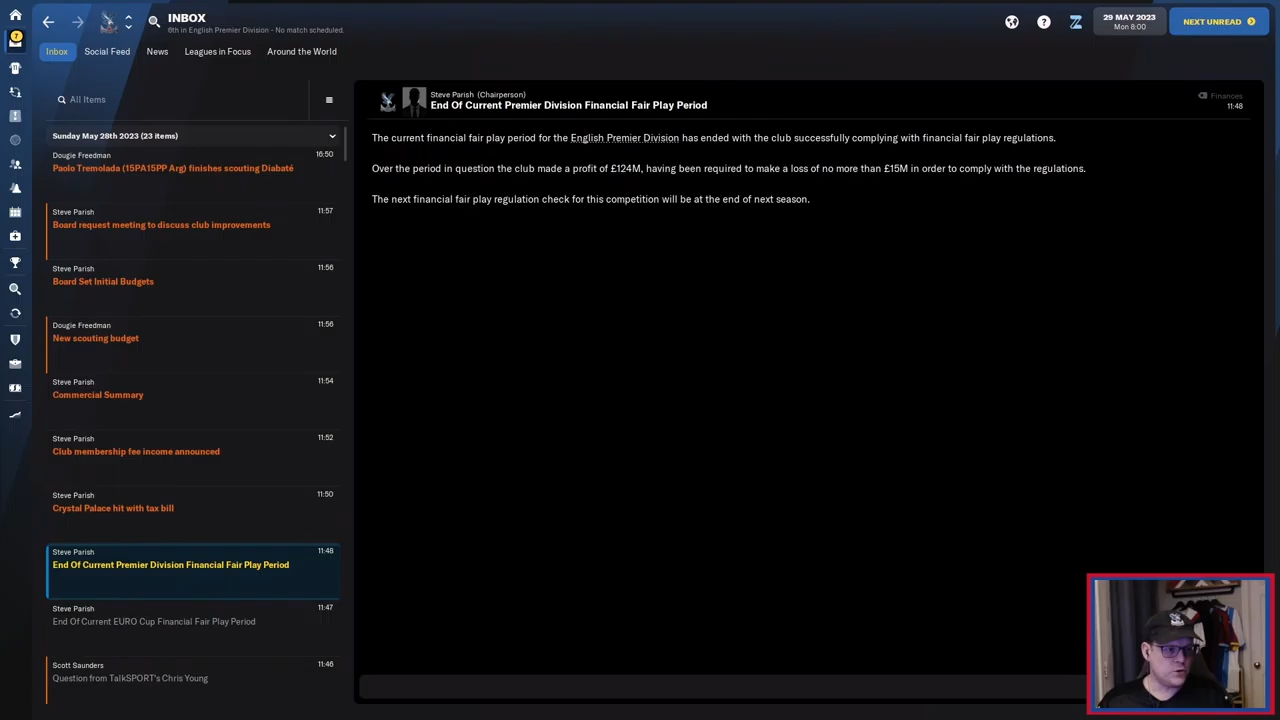 INBOX
6th in English Premier Division - No match scheduled.
29 MAY 2023
Mon 8:00
NEXT UNREAD
7
Inbox
Social Feed
News
Leagues in Focus
Around the World
All Items
Sunday May 28th 2023 (23 items)
Dougie Freedman
16:50
Paolo Tremolada (15PA15PP Arg) finishes scouting Diabaté
Steve Parish
11:57
Board request meeting to discuss club improvements
Steve Parish
11:56
Board Set Initial Budgets
Dougie Freedman
11:56
New scouting budget
Steve Parish
11:54
Commercial Summary
Steve Parish
11:52
Club membership fee income announced
Steve Parish
11:50
Crystal Palace hit with tax bill
Steve Parish
11:48
End Of Current Premier Division Financial Fair Play Period
Steve Parish
11:47
End Of Current EURO Cup Financial Fair Play Period
Scott Saunders
11:46
Question from TalkSPORT's Chris Young
Steve Parish (Chairperson)
End Of Current Premier Division Financial Fair Play Period
Finances
11:48
The current financial fair play period for the English Premier Division has ended with the club successfully complying with financial fair play regulations.
Over the period in question the club made a profit of £124M, having been required to make a loss of no more than £15M in order to comply with the regulations.
The next financial fair play regulation check for this competition will be at the end of next season.